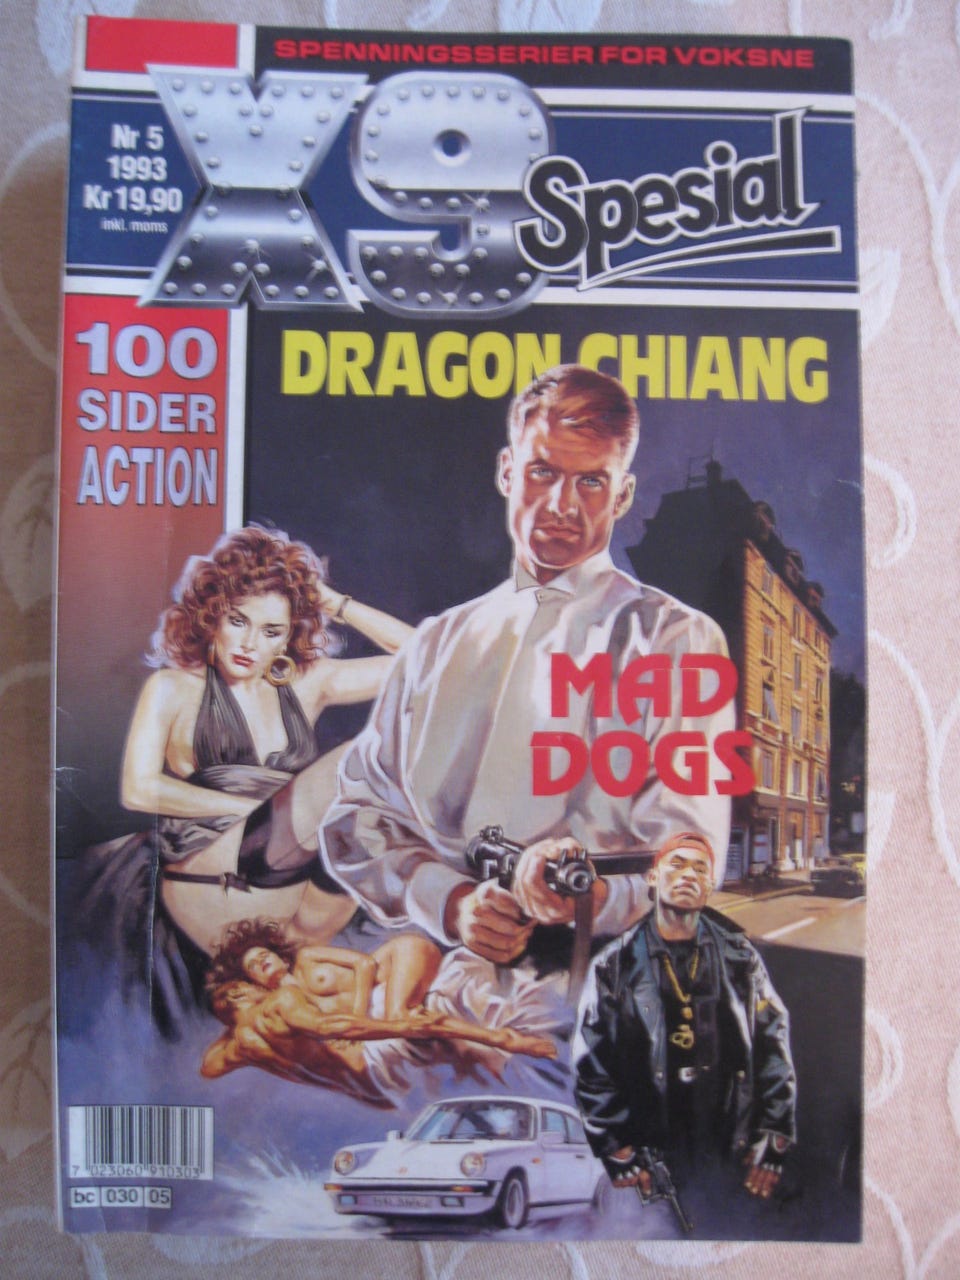 SPENNINGSSERIER FOR VOKSNE
X9
Spesial
Nr 5
1993
Kr 19,90
inkl. moms
100
SIDER
ACTION
DRAGON CHIANG
MAD
DOGS
7 023060 910303
bc 030 05